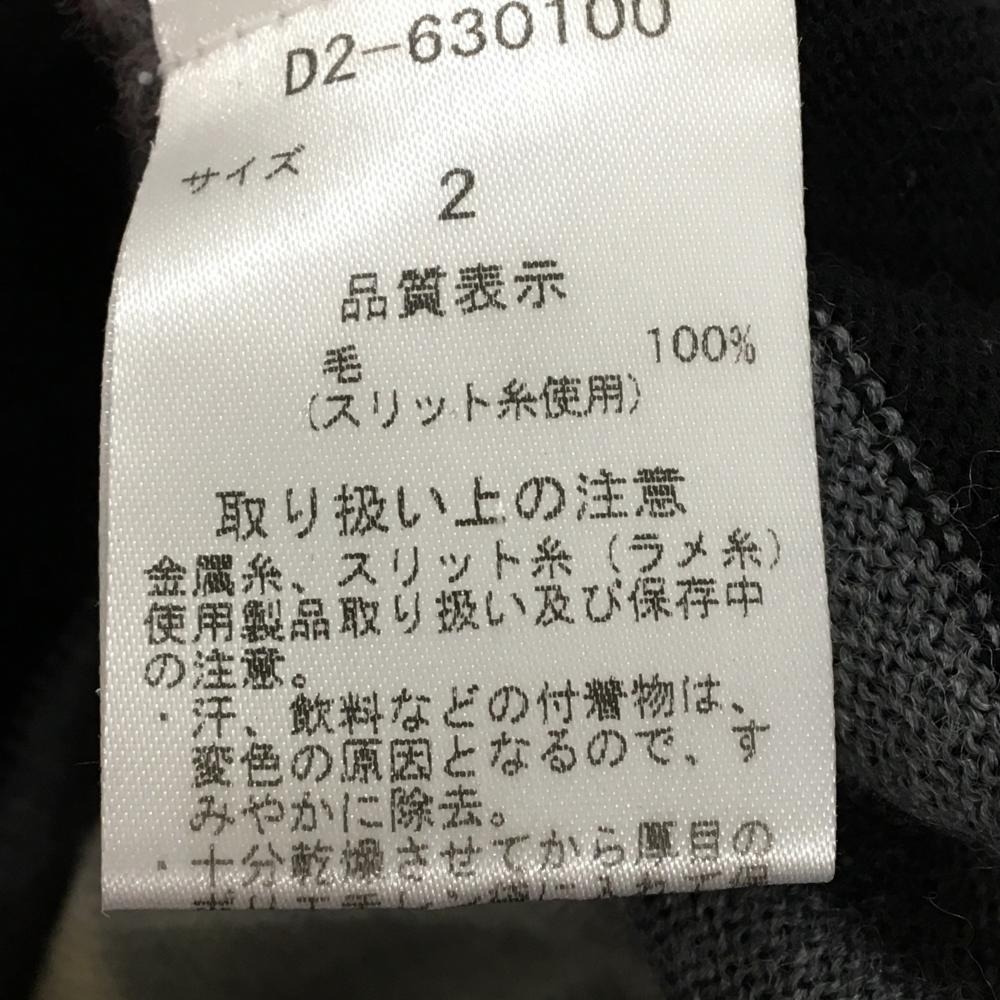 D2-630100
サイズ 2
品質表示
毛 100%
(スリット糸使用)
取り扱い上の注意
金属糸、スリット糸(ラメ糸)
使用製品取り扱い及び保存中
の注意。
・汗、飲料などの付着物は、
変色の原因となるので、す
みやかに除去。
・十分乾燥させてから厚目の